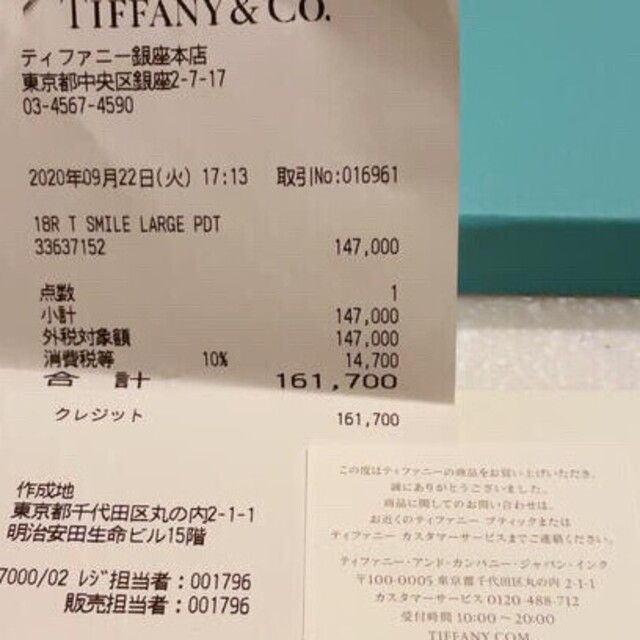 TIFFANY & CO.
ティファニー銀座本店
東京都中央区銀座2-7-17
03-4567-4590
2020年09月22日(火) 17:13 取引No:016961
18R T SMILE LARGE PDT
33637152 147,000
点数 1
小計 147,000
外税対象額 147,000
消費税等 10% 14,700
合 計 161,700
クレジット 161,700
作成地
東京都千代田区丸の内2-1-1
明治安田生命ビル15階
7000/02 ﾚｼﾞ担当者:001796
販売担当者:001796
この度はティファニーの商品をお買い上げいただき、
誠にありがとうございました。
商品に関してのお問い合わせは、
お近くのティファニー ブティックまたは
ティファニー カスタマーサービスまでご連絡ください。
ティファニー・アンド・カンパニー・ジャパン・インク
〒100-0005 東京都千代田区丸の内 2-1-1
カスタマーサービス 0120-488-712
受付時間 10:00～20:00
TIFFANY.COM